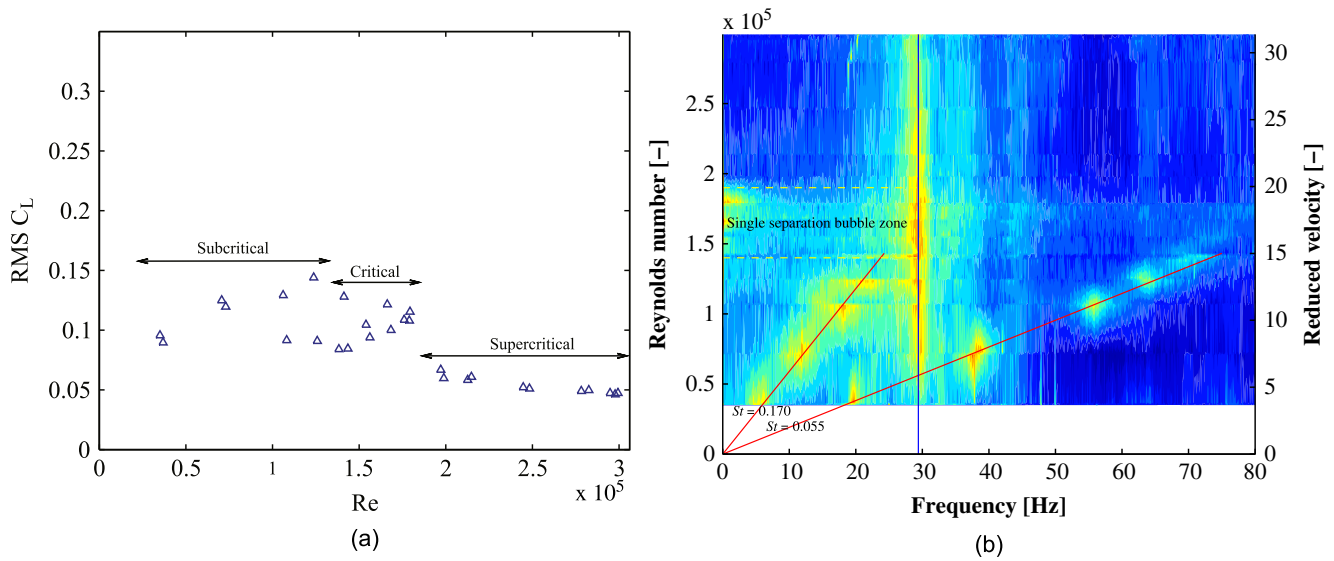 0.3
0.25
0.2
0.15
0.1
0.05
0
RMS C_L
Subcritical
Critical
Supercritical
0 0.5 1 1.5 2 2.5 3
x 10^5
Re
(a)
x 10^5
2.5
2
1.5
1
0.5
0
Reynolds number [−]
Single separation bubble zone
St = 0.170
St = 0.055
0 10 20 30 40 50 60 70 80
Frequency [Hz]
30
25
20
15
10
5
0
Reduced velocity [−]
(b)